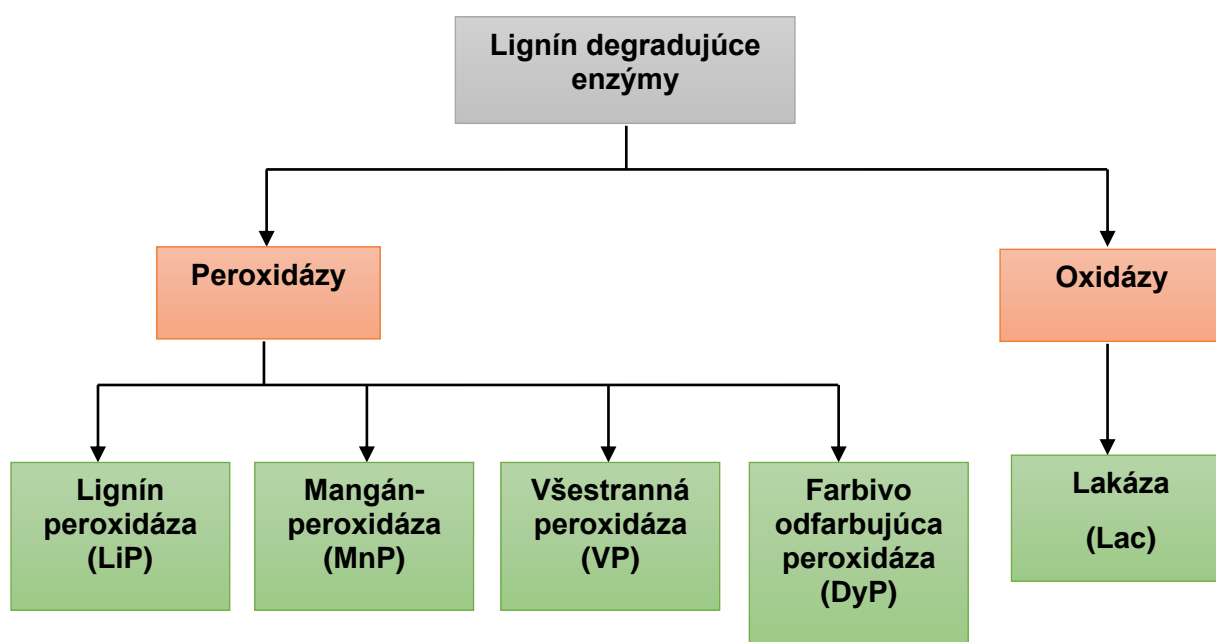 Lignín degradujúce
enzýmy
Peroxidázy
Oxidázy
Lignín
peroxidáza
(LiP)
Mangán-
peroxidáza
(MnP)
Všestranná
peroxidáza
(VP)
Farbivo
odfarbujúca
peroxidáza
(DyP)
Lakáza
(Lac)